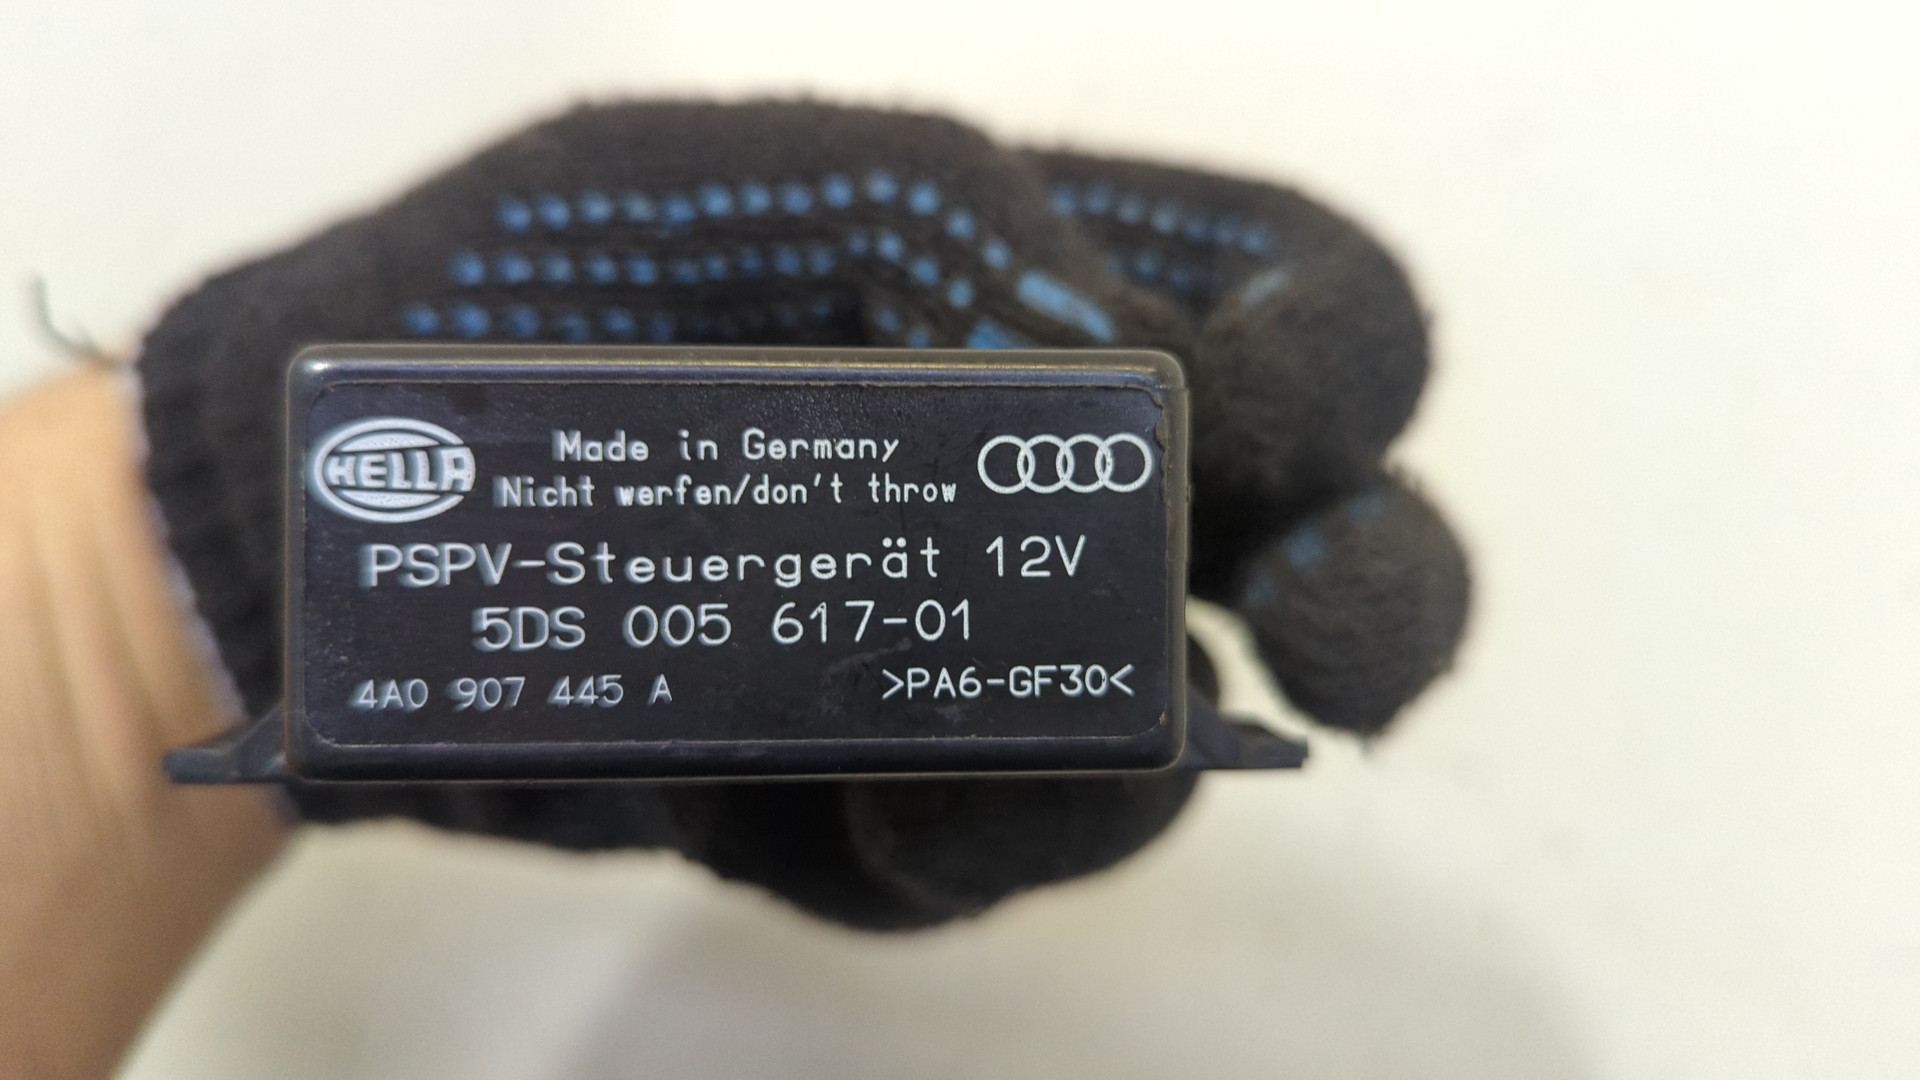 HELLA
Made in Germany
Nicht werfen/don't throw
PSPV-Steuergerät 12V
5DS 005 617-01
4A0 907 445 A
>PA6-GF30<